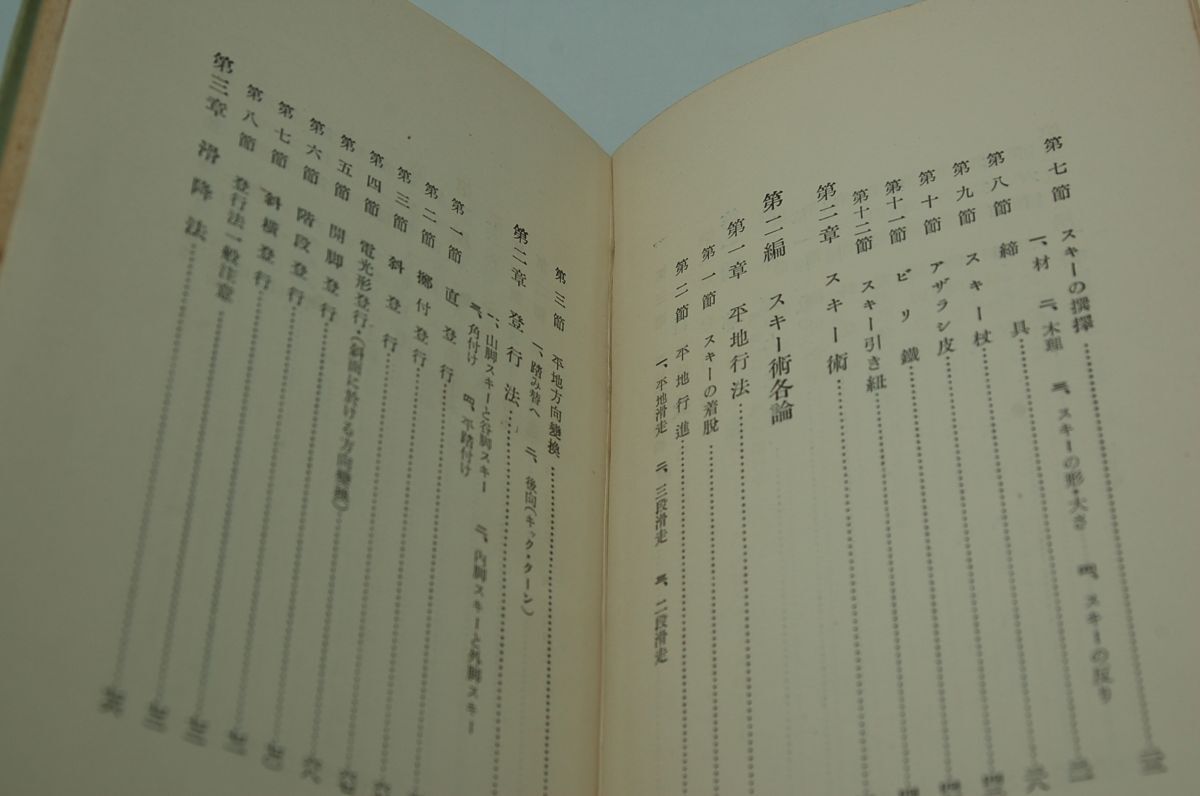 第七節 スキーの撰擇
一、材 二、木理 三、スキーの形・大さ 四、スキーの反り
第八節 締具
第九節 スキー杖
第十節 アザラシ皮
第十一節 ビリ鐵
第十二節 スキー引き紐
第二章 スキー術
第二編 スキー術各論
第一章 平地行法
第一節 スキーの着脱
第二節 平地行進
一、平地滑走 二、三段滑走 三、二段滑走
第三節 平地方向變換
一、踏み替へ 二、後向(キック・クーン)
第二章 登行法
一、山脚スキーと谷脚スキー 二、內脚スキーと外脚スキー
三、角付け 四、平踏付け
第一節 直登行
第二節 擲付登行
第三節 斜登行
第四節 電光形登行・(斜面に於ける方向變換)
第五節 開脚登行
第六節 階段登行
第七節 斜橫登行
第八節 登行法一般注意
第三章 滑降法